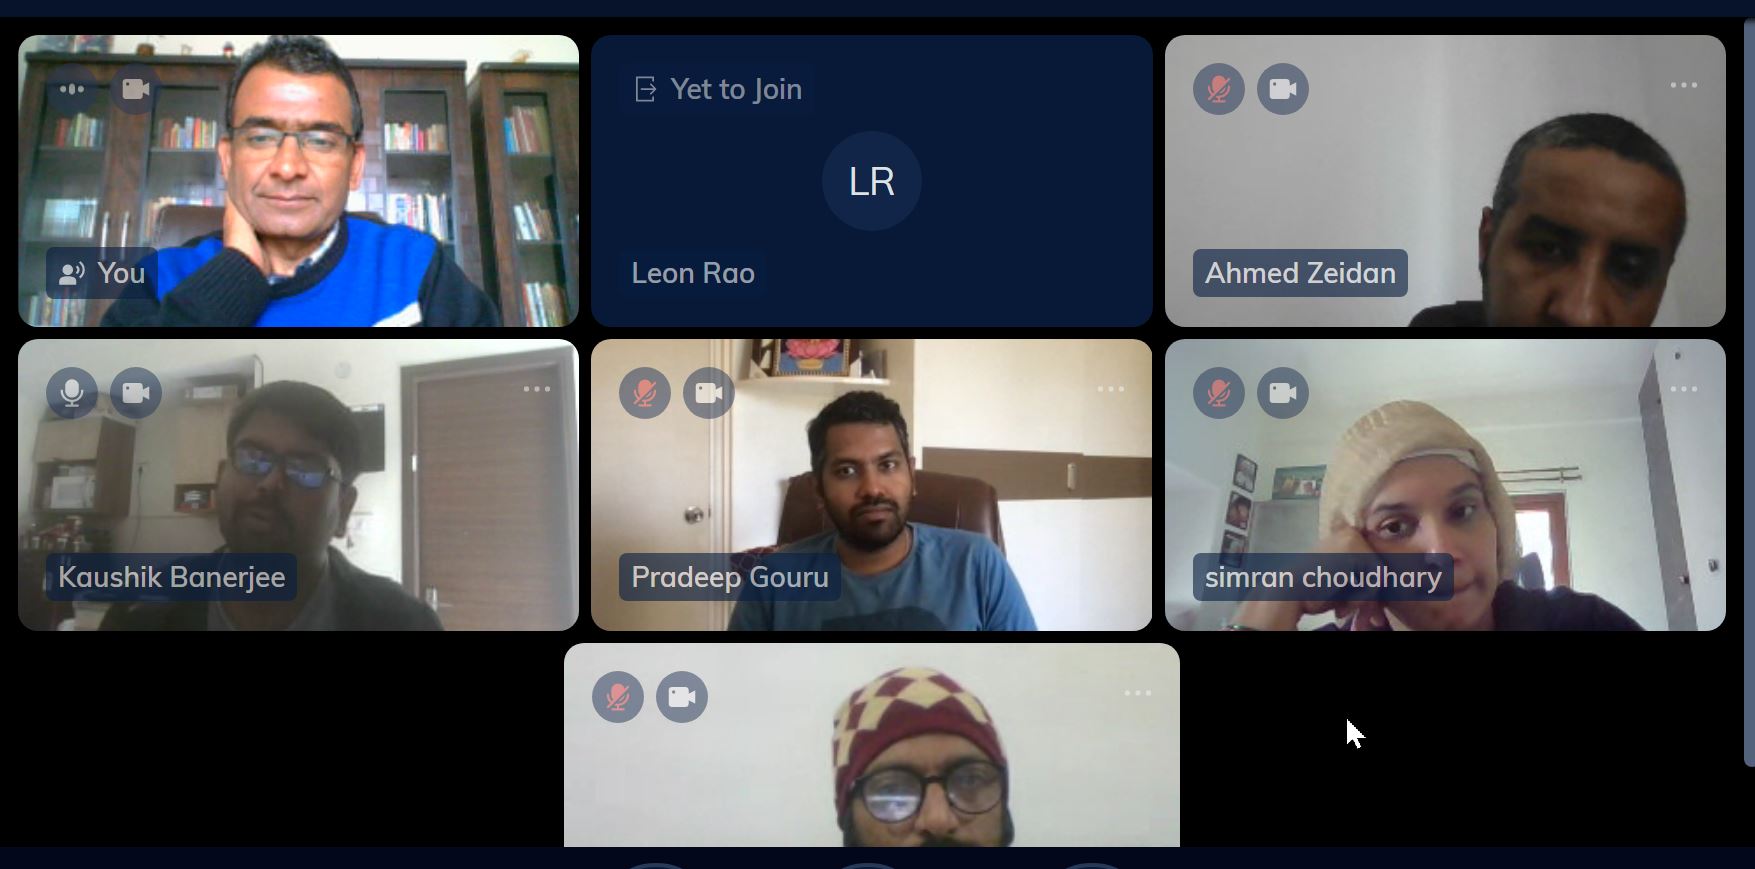 Yet to Join
LR
You
Leon Rao
Ahmed Zeidan
Kaushik Banerjee
Pradeep Gouru
simran choudhary